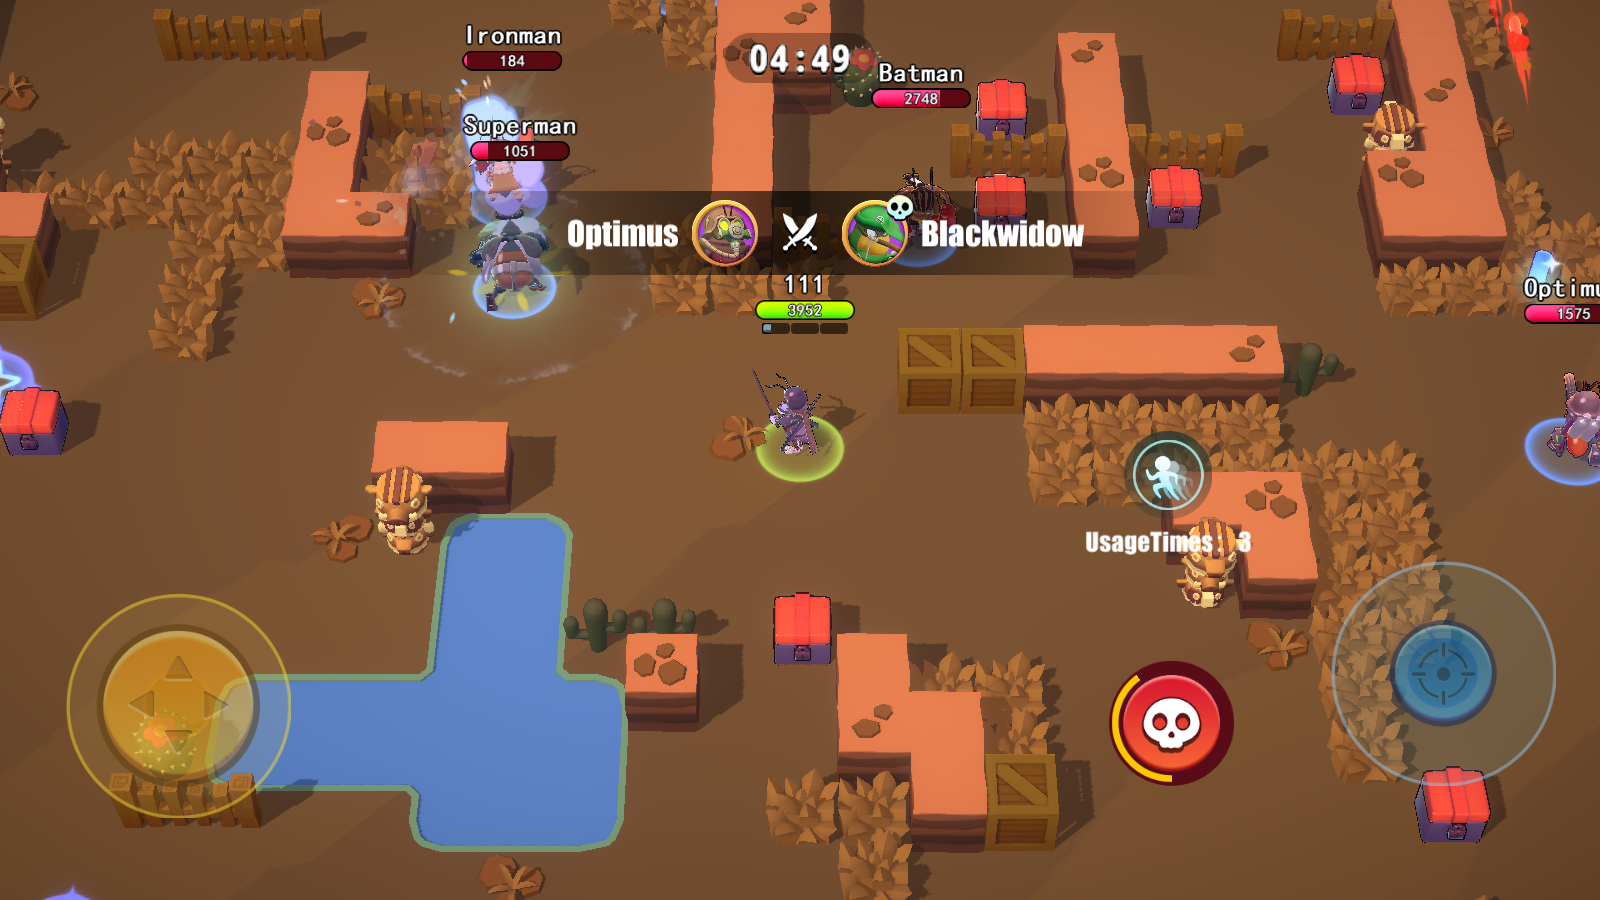 Ironman
184
04:49
Batman
2748
Superman
1051
Optimus
Blackwidow
111
3952
Optimu
1575
UsageTimes: 3